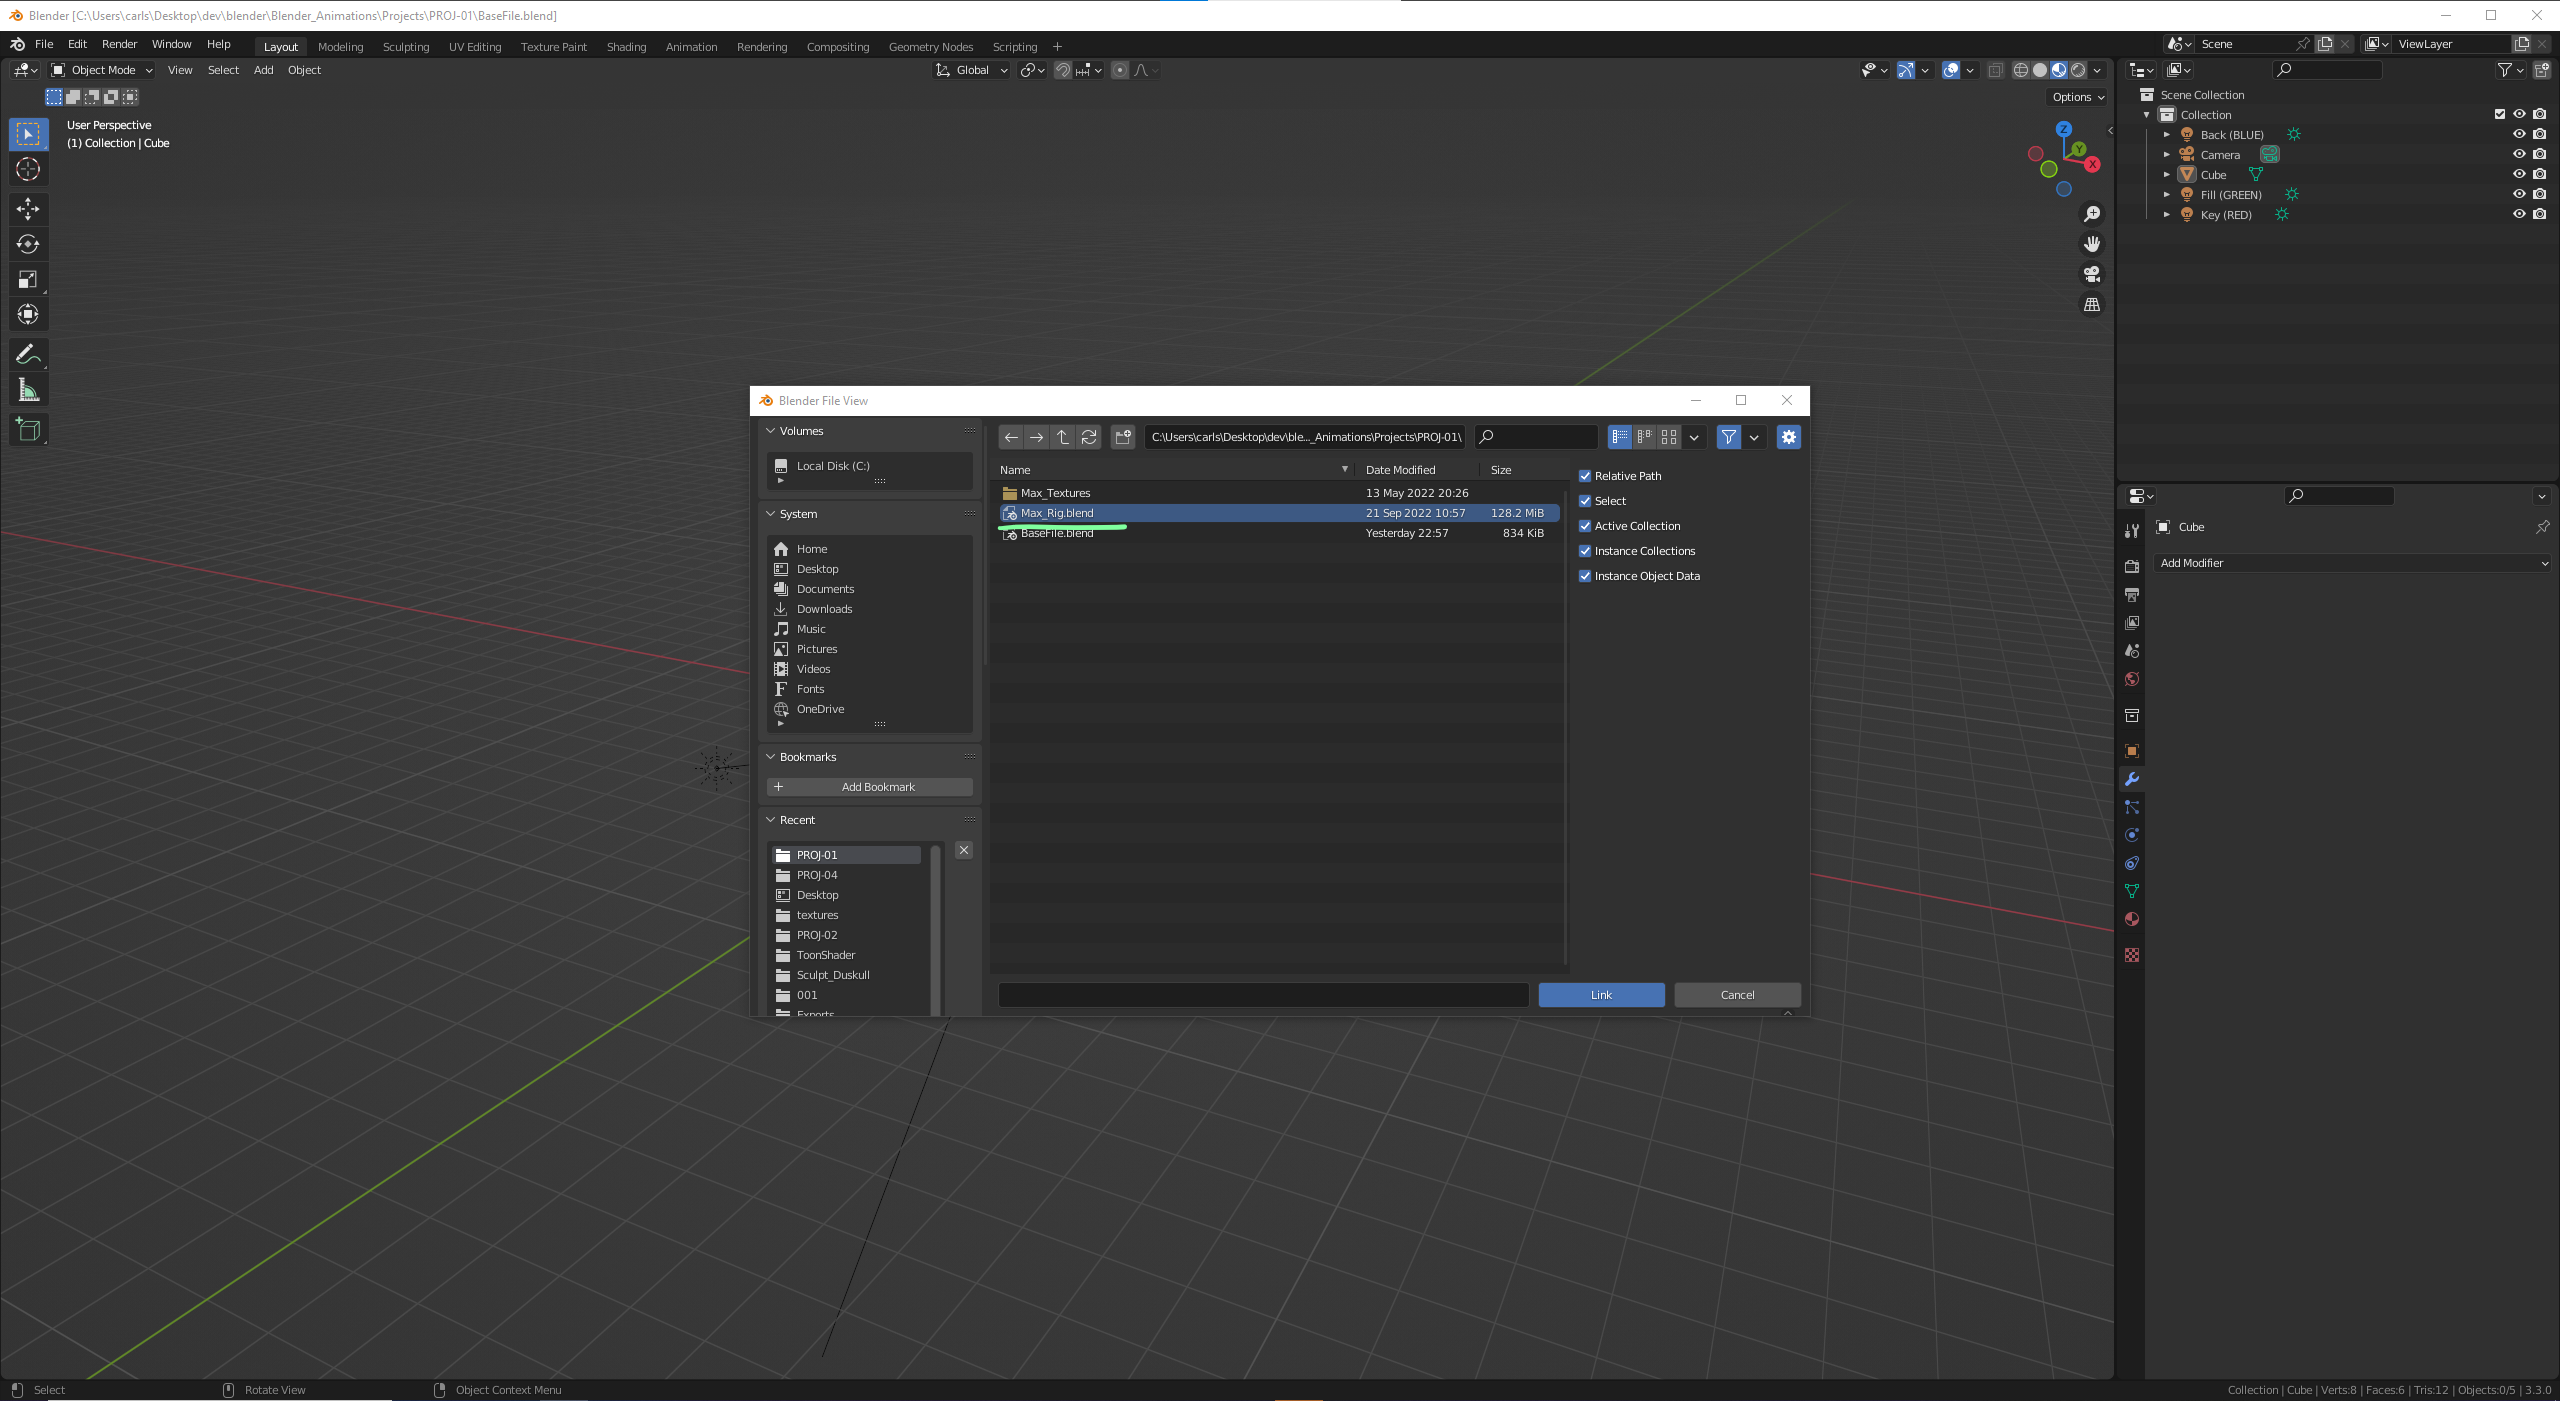 Blender [C:\Users\carls\Desktop\dev\blender\Blender_Animations\Projects\PROJ-01\BaseFile.blend]
File Edit Render Window Help Layout Modeling Sculpting UV Editing Texture Paint Shading Animation Rendering Compositing Geometry Nodes Scripting + Scene ViewLayer
Object Mode View Select Add Object Global
Options
User Perspective
(1) Collection | Cube
Z
Y
X
Scene Collection
Collection
Back (BLUE)
Camera
Cube
Fill (GREEN)
Key (RED)
Cube
Add Modifier
Blender File View
Volumes
Local Disk (C:)
System
Home
Desktop
Documents
Downloads
Music
Pictures
Videos
Fonts
OneDrive
Bookmarks
Add Bookmark
Recent
PROJ-01
PROJ-04
Desktop
textures
PROJ-02
ToonShader
Sculpt_Duskull
001
Exports
C:\Users\carls\Desktop\dev\ble..._Animations\Projects\PROJ-01\
Name Date Modified Size
Max_Textures 13 May 2022 20:26
Max_Rig.blend 21 Sep 2022 10:57 128.2 MiB
BaseFile.blend Yesterday 22:57 834 KiB
Relative Path
Select
Active Collection
Instance Collections
Instance Object Data
Link Cancel
Select Rotate View Object Context Menu
Collection | Cube | Verts:8 | Faces:6 | Tris:12 | Objects:0/5 | 3.3.0